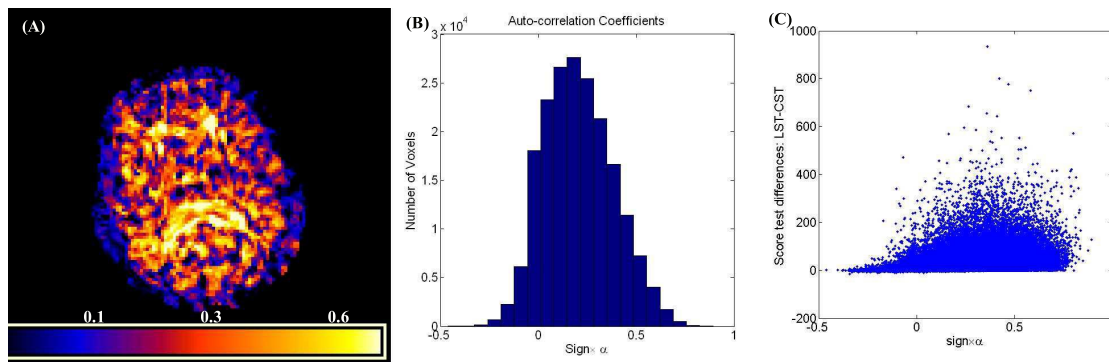 (A)
0.1 0.3 0.6
(B)
Auto-correlation Coefficients
3 × 10⁴
2.5
2
1.5
1
0.5
0
-0.5 0 0.5 1
Number of Voxels
Sign× α
(C)
1000
800
600
400
200
0
-200
-0.5 0 0.5
Score test differences: LST-CST
sign×α